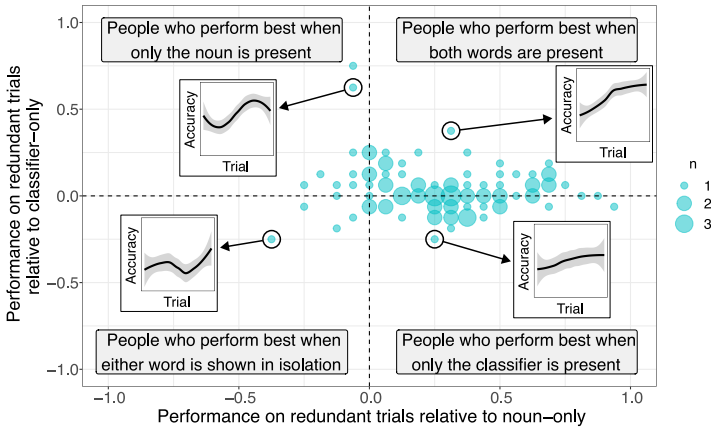 People who perform best when
only the noun is present
People who perform best when
both words are present
Accuracy
Trial
Accuracy
Trial
Accuracy
Trial
Accuracy
Trial
People who perform best when
either word is shown in isolation
People who perform best when
only the classifier is present
1.0
0.5
0.0
−0.5
−1.0
−1.0
−0.5
0.0
0.5
1.0
Performance on redundant trials
relative to classifier−only
Performance on redundant trials relative to noun−only
n
1
2
3